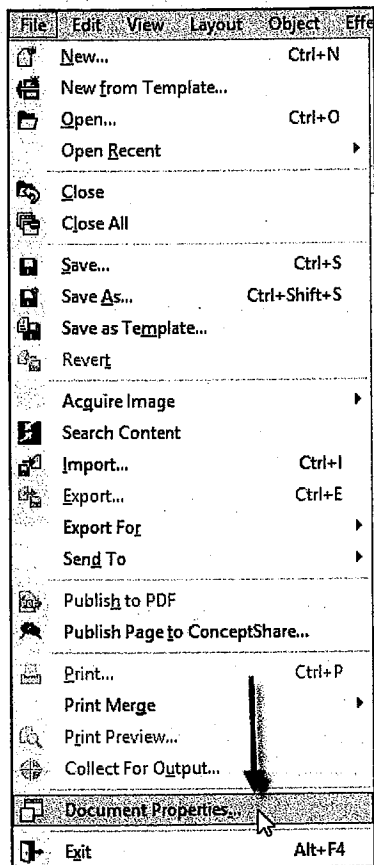 File Edit View Layout Object Effe
New... Ctrl+N
New from Template...
Open... Ctrl+O
Open Recent
Close
Close All
Save... Ctrl+S
Save As... Ctrl+Shift+S
Save as Template...
Revert
Acquire Image
Search Content
Import... Ctrl+I
Export... Ctrl+E
Export For
Send To
Publish to PDF
Publish Page to ConceptShare...
Print... Ctrl+P
Print Merge
Print Preview...
Collect For Output...
Document Properties...
Exit Alt+F4